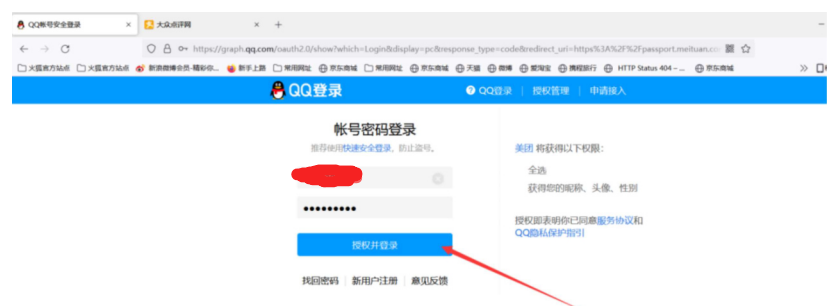 QQ帐号安全登录 × 大众点评网 × +
https://graph.qq.com/oauth2.0/show?which=Login&display=pc&response_type=code&redirect_uri=https%3A%2F%2Fpassport.meituan.co
火狐官方站点 火狐官方站点 新浪微博会员-精彩你... 新手上路 常用网址 京东商城 常用网址 京东商城 天猫 微博 爱淘宝 携程旅行 HTTP Status 404 – ... 京东商城 >>
QQ登录 QQ登录 | 授权管理 | 申请接入
帐号密码登录
推荐使用快速安全登录,防止盗号。
授权并登录
找回密码 | 新用户注册 | 意见反馈
美团 将获得以下权限:
全选
获得您的昵称、头像、性别
授权即表明你已同意服务协议和
QQ隐私保护指引